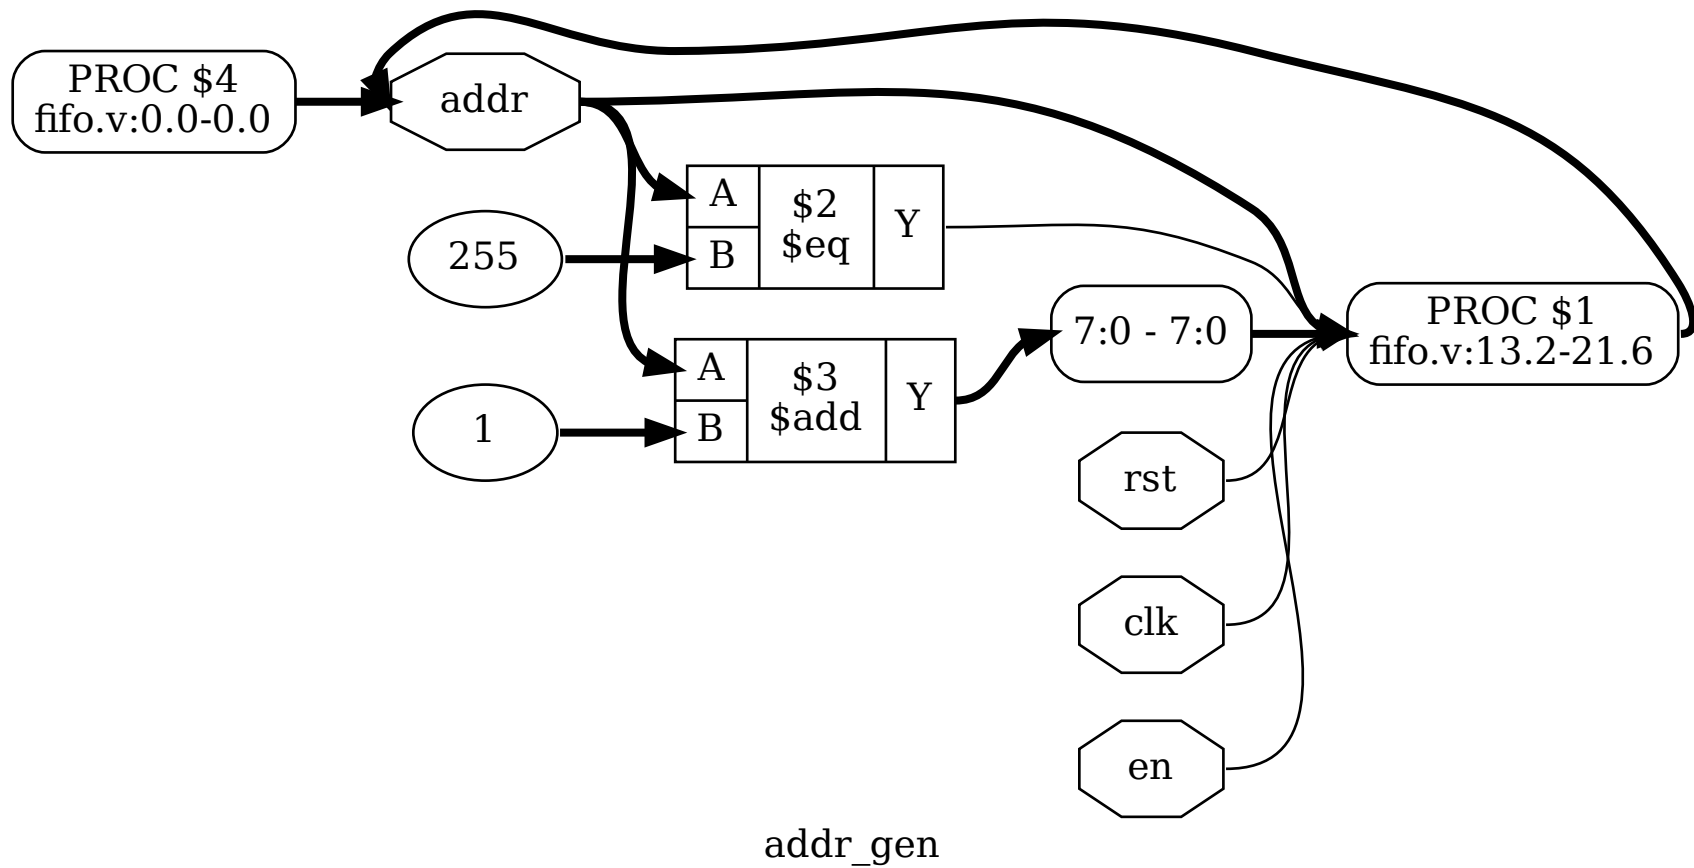 PROC $4
fifo.v:0.0-0.0
addr
255
1
A
B
$2
$eq
Y
A
B
$3
$add
Y
7:0 - 7:0
rst
clk
en
PROC $1
fifo.v:13.2-21.6
addr_gen